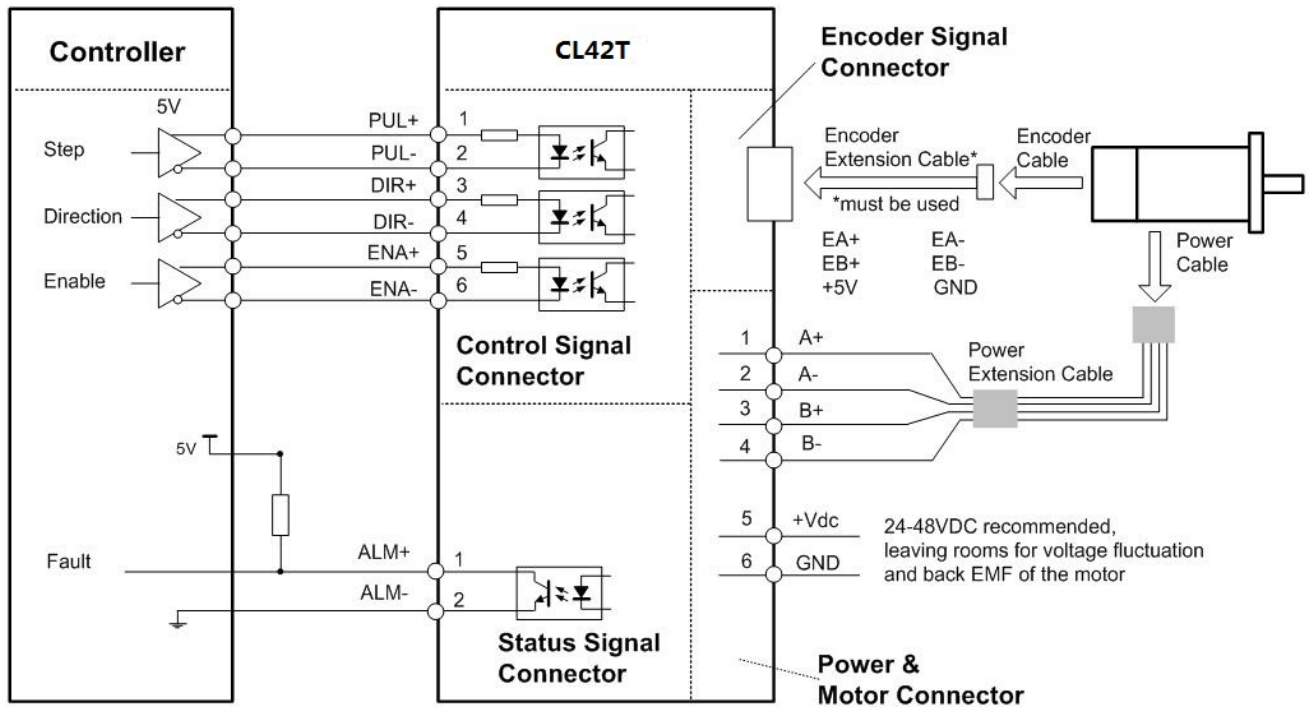 Controller
5V
Step
Direction
Enable
5V
Fault
PUL+
PUL-
DIR+
DIR-
ENA+
ENA-
ALM+
ALM-
CL42T
1
2
3
4
5
6
Control Signal
Connector
1
2
Status Signal
Connector
Encoder Signal
Connector
Encoder
Extension Cable*
*must be used
Encoder
Cable
EA+ EA-
EB+ EB-
+5V GND
Power
Cable
1 A+
2 A-
3 B+
4 B-
Power
Extension Cable
5 +Vdc
6 GND
24-48VDC recommended,
leaving rooms for voltage fluctuation
and back EMF of the motor
Power &
Motor Connector